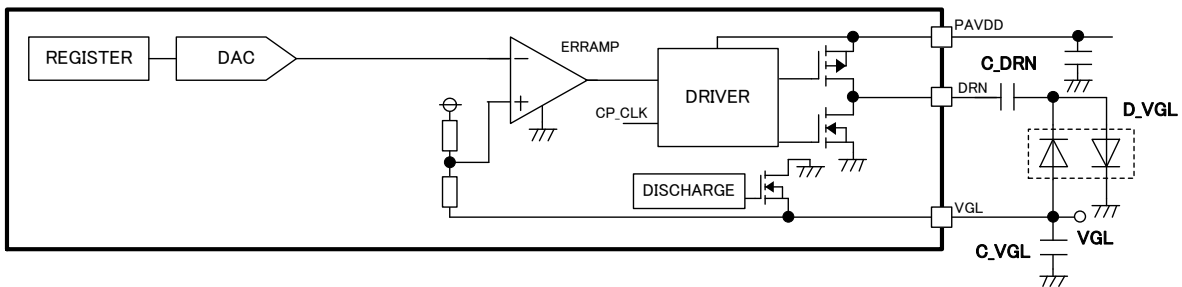 PAVDD
REGISTER
DAC
ERRAMP
C_DRN
DRIVER
DRN
CP_CLK
D_VGL
DISCHARGE
VGL
VGL
C_VGL